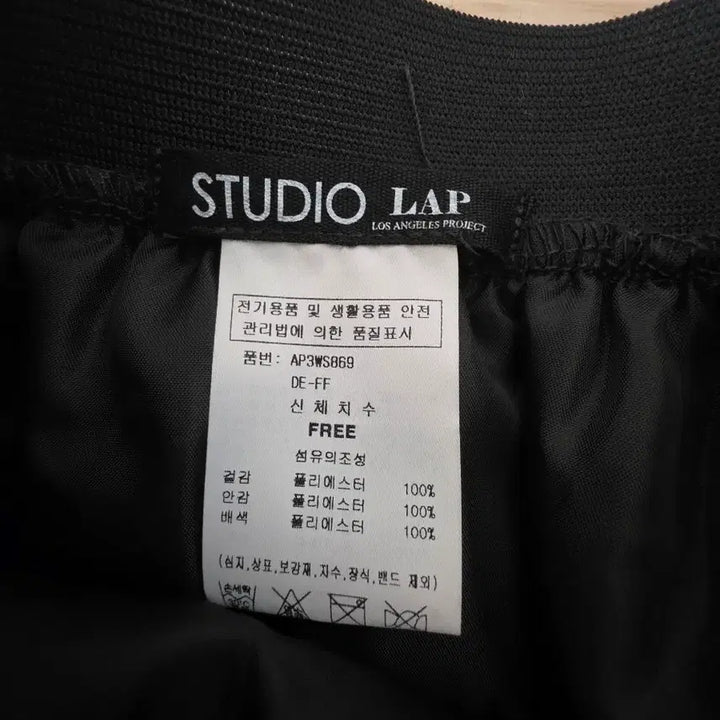 STUDIO LAP
LOS ANGELES PROJECT
전기용품 및 생활용품 안전
관리법에 의한 품질표시
품번: AP3WS869
DE-FF
신체치수
FREE
섬유의조성
겉감 폴리에스터 100%
안감 폴리에스터 100%
배색 폴리에스터 100%
(심지,상표,보강재,자수,장식,밴드 제외)
손세탁
30℃